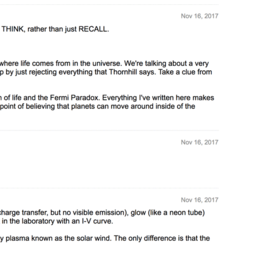 Nov 16, 2017
THINK, rather than just RECALL.
where life comes from in the universe. We're talking about a very
p by just rejecting everything that Thornhill says. Take a clue from
n of life and the Fermi Paradox. Everything I've written here makes
point of believing that planets can move around inside of the
Nov 16, 2017
Nov 16, 2017
charge transfer, but no visible emission), glow (like a neon tube)
in the laboratory with an I-V curve.
y plasma known as the solar wind. The only difference is that the